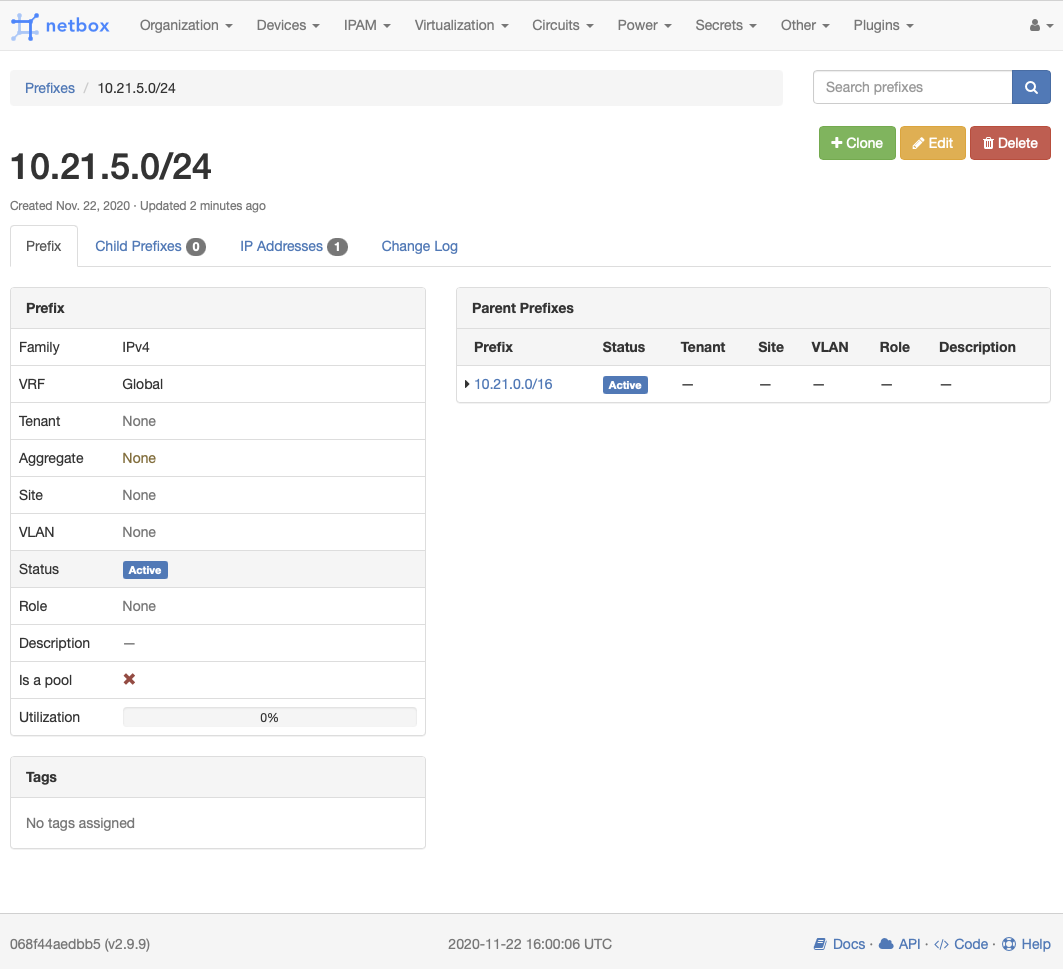 netbox Organization Devices IPAM Virtualization Circuits Power Secrets Other Plugins
Prefixes / 10.21.5.0/24
Search prefixes
Clone Edit Delete
10.21.5.0/24
Created Nov. 22, 2020 · Updated 2 minutes ago
Prefix Child Prefixes 0 IP Addresses 1 Change Log
Prefix
Family IPv4
VRF Global
Tenant None
Aggregate None
Site None
VLAN None
Status Active
Role None
Description —
Is a pool
Utilization 0%
Tags
No tags assigned
Parent Prefixes
Prefix Status Tenant Site VLAN Role Description
10.21.0.0/16 Active — — — — —
068f44aedbb5 (v2.9.9)
2020-11-22 16:00:06 UTC
Docs · API · Code · Help